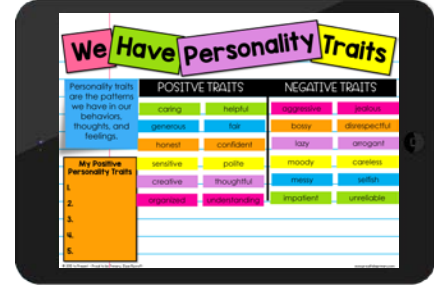 We Have Personality Traits
Personality traits
are the patterns
we have in our
behaviors,
thoughts, and
feelings.
POSITVE TRAITS
caring helpful
generous fair
honest confident
sensitive polite
creative thoughtful
organized understanding
NEGATIVE TRAITS
aggressive jealous
bossy disrespectful
lazy arrogant
moody careless
messy selfish
impatient unreliable
My Positive
Personality Traits
1.
2.
3.
4.
5.